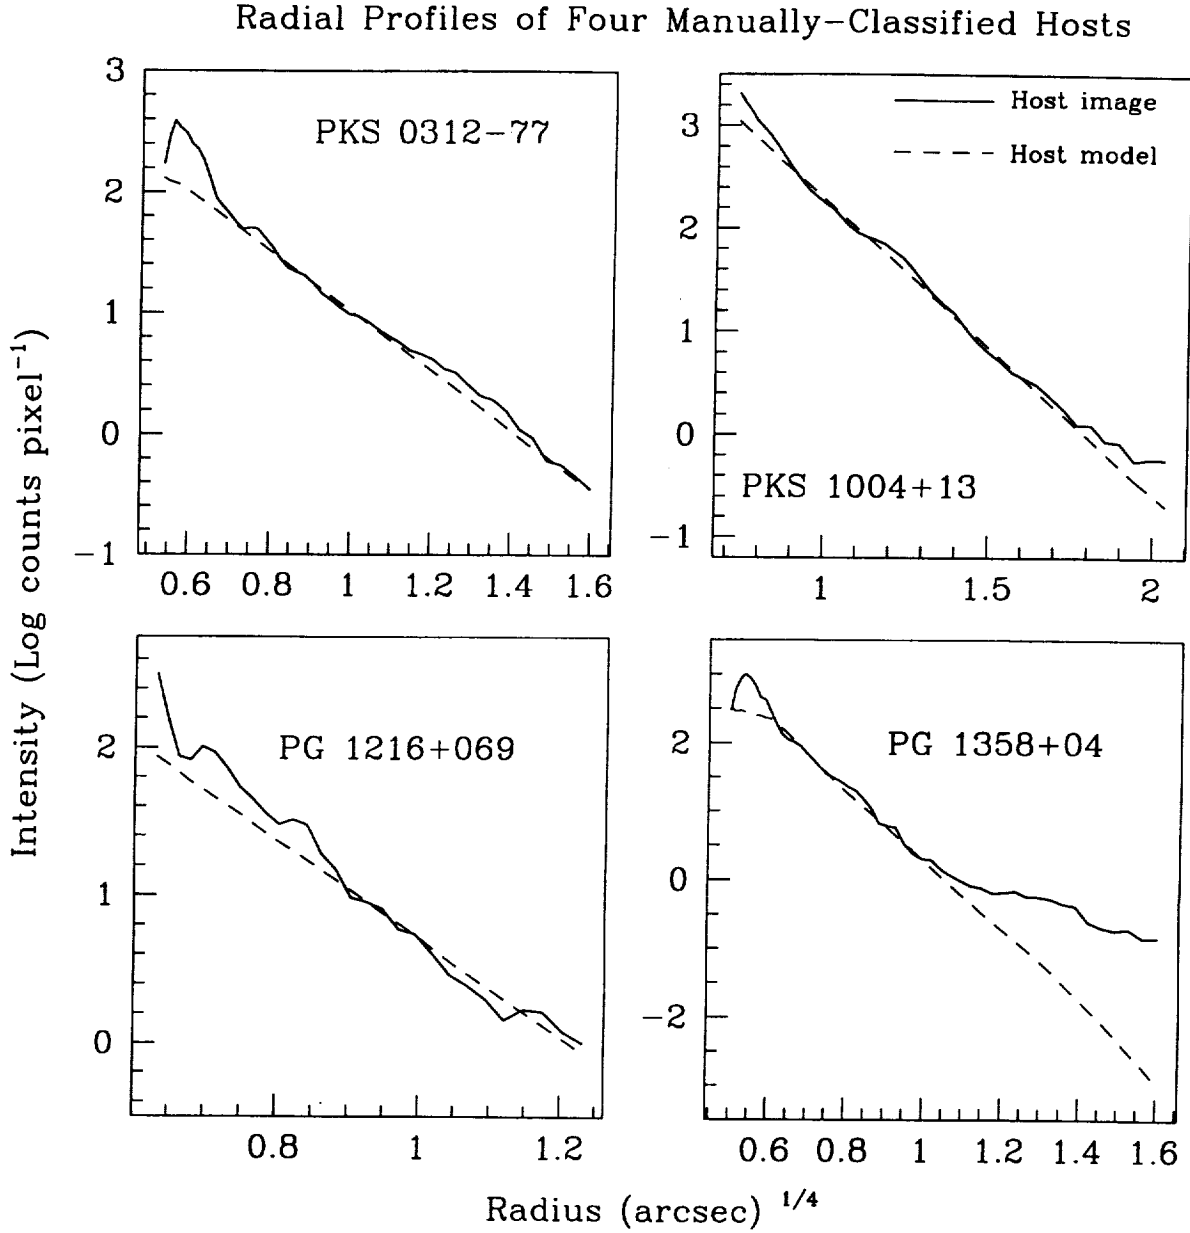 Radial Profiles of Four Manually-Classified Hosts
Intensity (Log counts pixel⁻¹)
3
2
1
0
-1
PKS 0312-77
0.6 0.8 1 1.2 1.4 1.6
3
2
1
0
-1
Host image
Host model
PKS 1004+13
1 1.5 2
2
1
0
PG 1216+069
0.8 1 1.2
2
0
-2
PG 1358+04
0.6 0.8 1 1.2 1.4 1.6
Radius (arcsec) 1/4